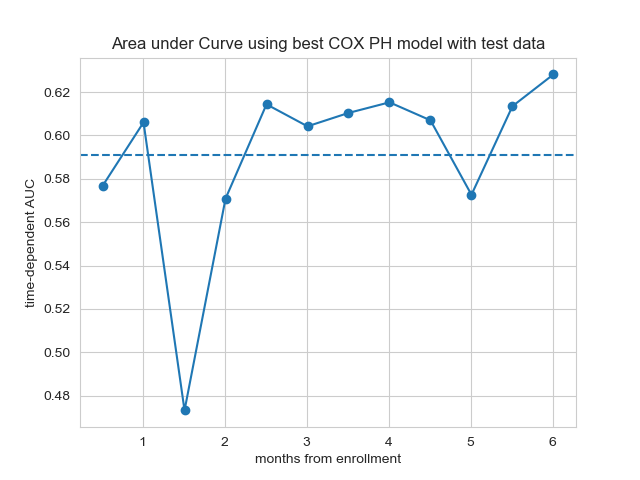 Area under Curve using best COX PH model with test data
time-dependent AUC
0.62
0.60
0.58
0.56
0.54
0.52
0.50
0.48
1 2 3 4 5 6
months from enrollment